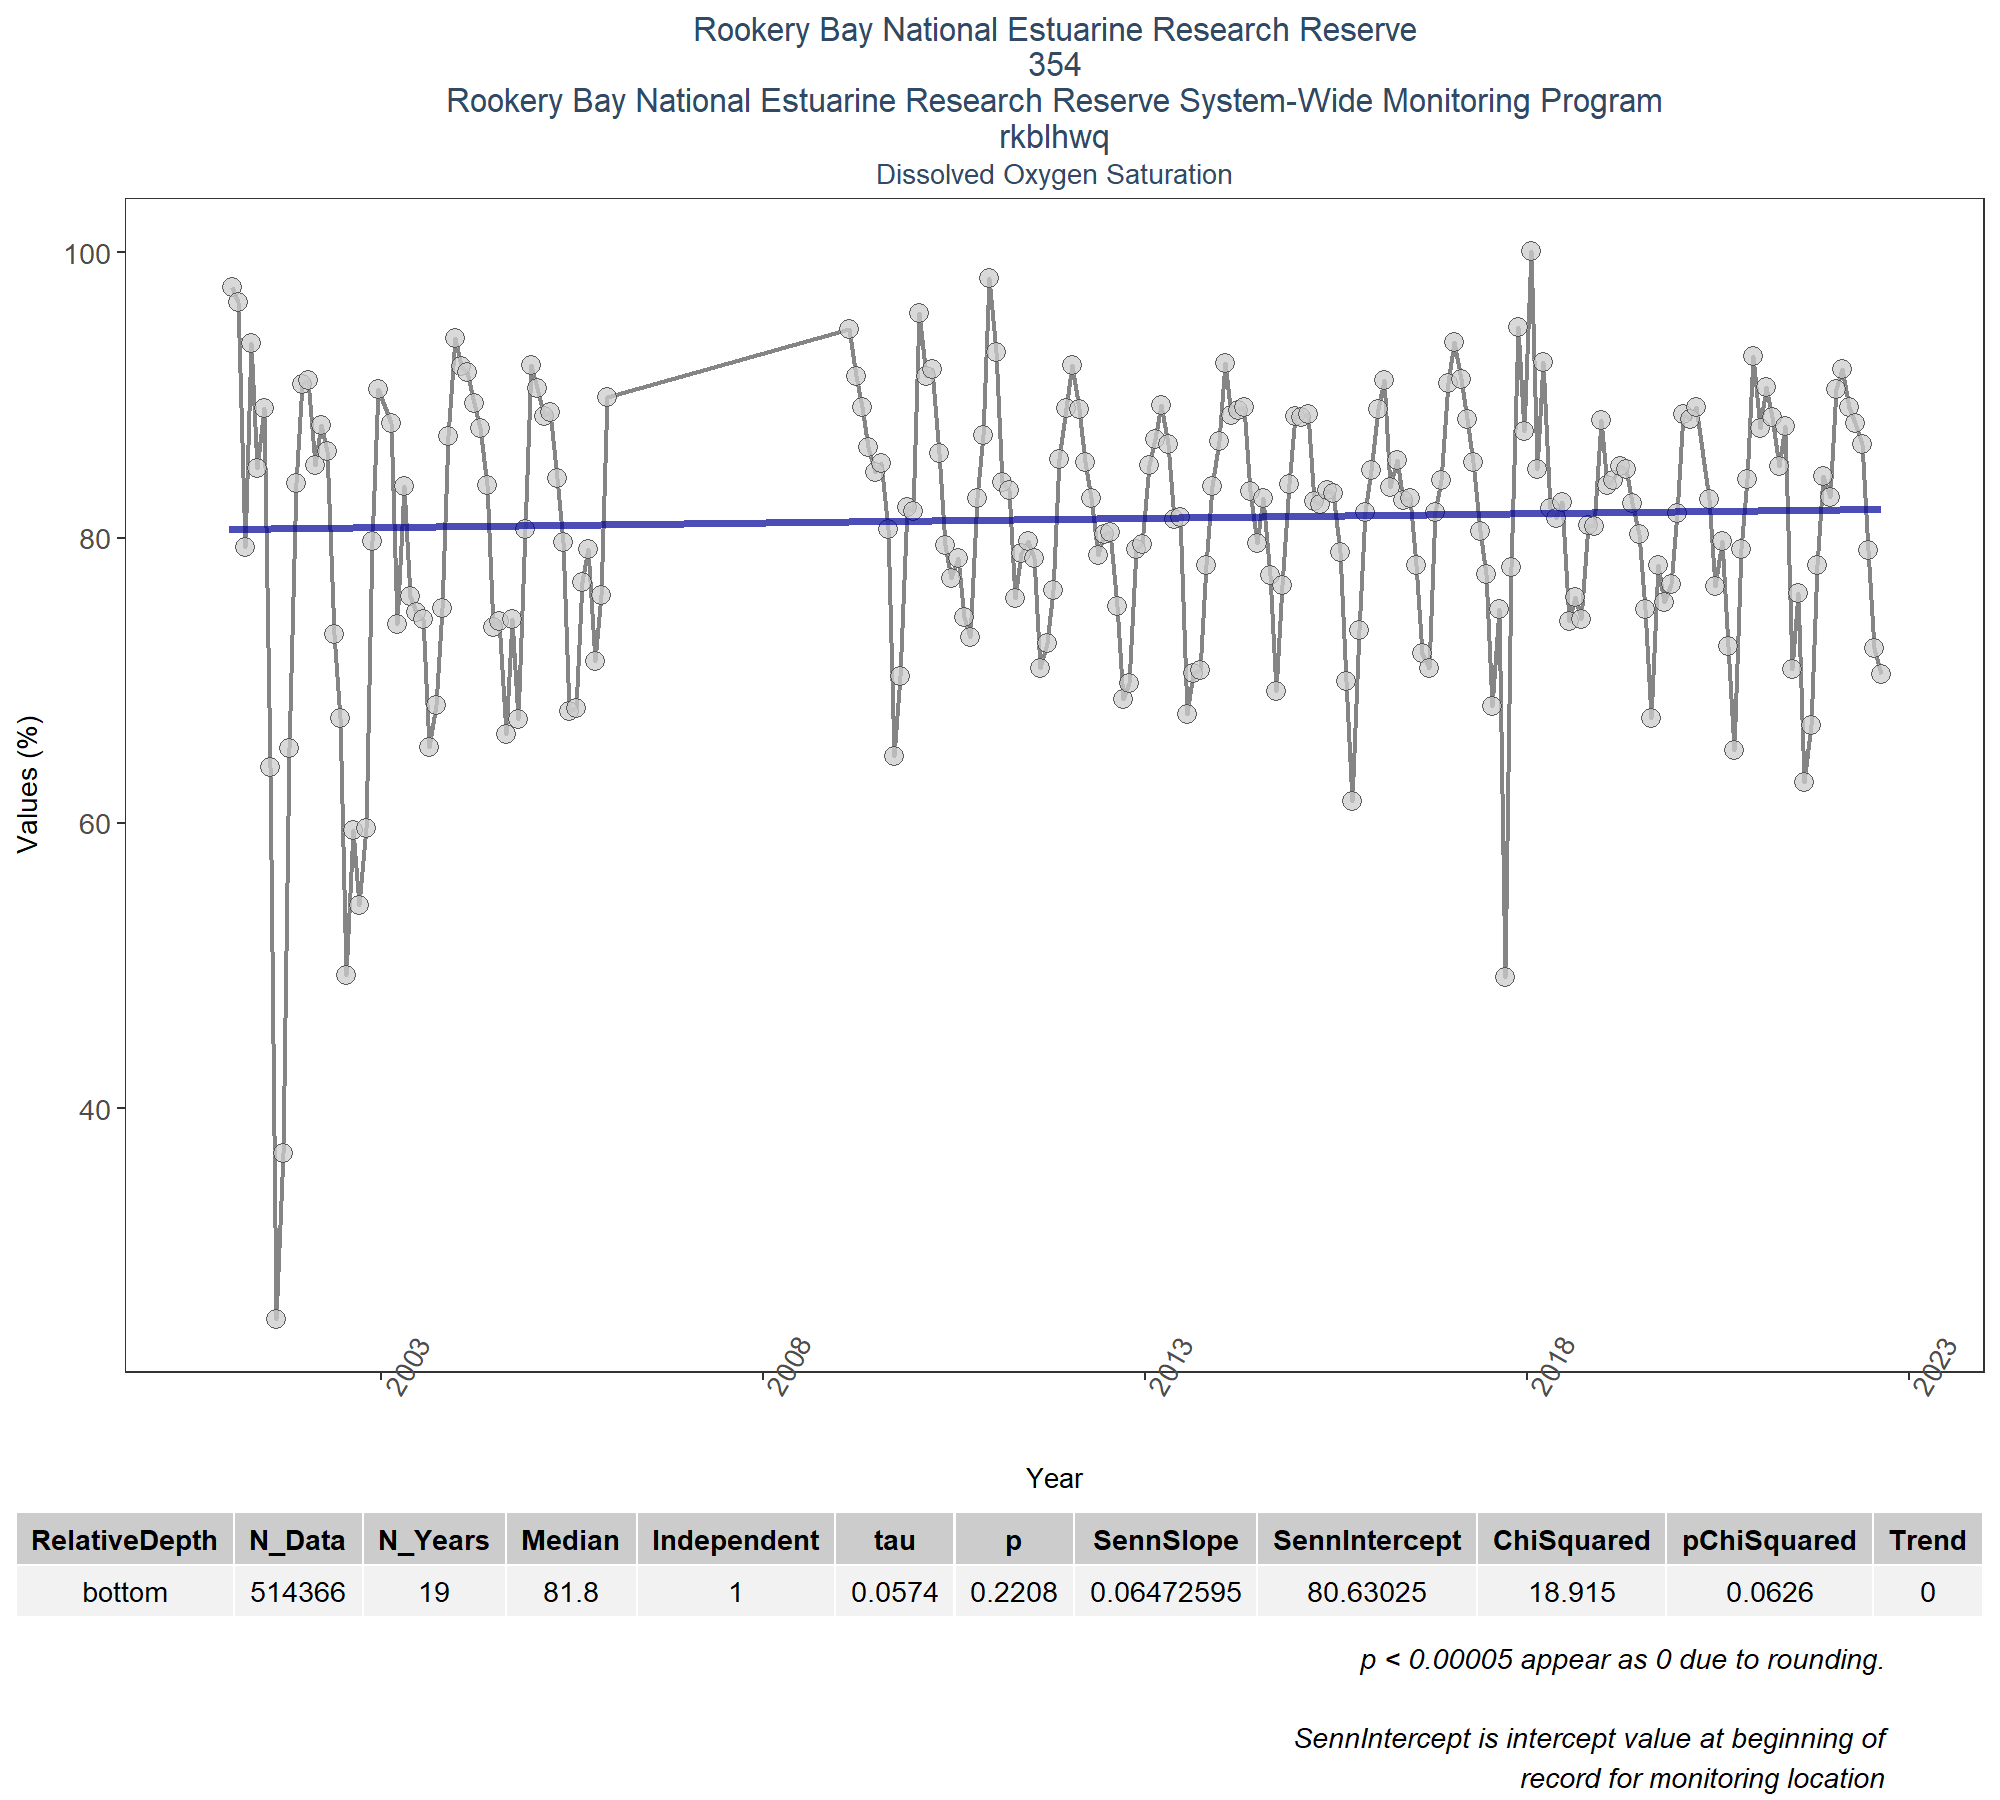 Rookery Bay National Estuarine Research Reserve
354
Rookery Bay National Estuarine Research Reserve System-Wide Monitoring Program
rkblhwq
Dissolved Oxygen Saturation
Values (%)
100
80
60
40
2003 2008 2013 2018 2023
Year
RelativeDepth N_Data N_Years Median Independent tau p SennSlope SennIntercept ChiSquared pChiSquared Trend
bottom 514366 19 81.8 1 0.0574 0.2208 0.06472595 80.63025 18.915 0.0626 0
p < 0.00005 appear as 0 due to rounding.
SennIntercept is intercept value at beginning of
record for monitoring location